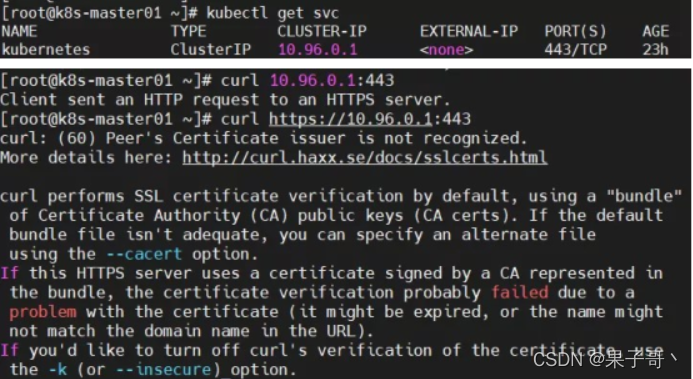 [root@k8s-master01 ~]# kubectl get svc
NAME TYPE CLUSTER-IP EXTERNAL-IP PORT(S) AGE
kubernetes ClusterIP 10.96.0.1 <none> 443/TCP 23h
[root@k8s-master01 ~]# curl 10.96.0.1:443
Client sent an HTTP request to an HTTPS server.
[root@k8s-master01 ~]# curl https://10.96.0.1:443
curl: (60) Peer's Certificate issuer is not recognized.
More details here: http://curl.haxx.se/docs/sslcerts.html
curl performs SSL certificate verification by default, using a "bundle"
of Certificate Authority (CA) public keys (CA certs). If the default
bundle file isn't adequate, you can specify an alternate file
using the --cacert option.
If this HTTPS server uses a certificate signed by a CA represented in
the bundle, the certificate verification probably failed due to a
problem with the certificate (it might be expired, or the name might
not match the domain name in the URL).
If you'd like to turn off curl's verification of the certificate, use
the -k (or --insecure) option.
CSDN @果子哥丶